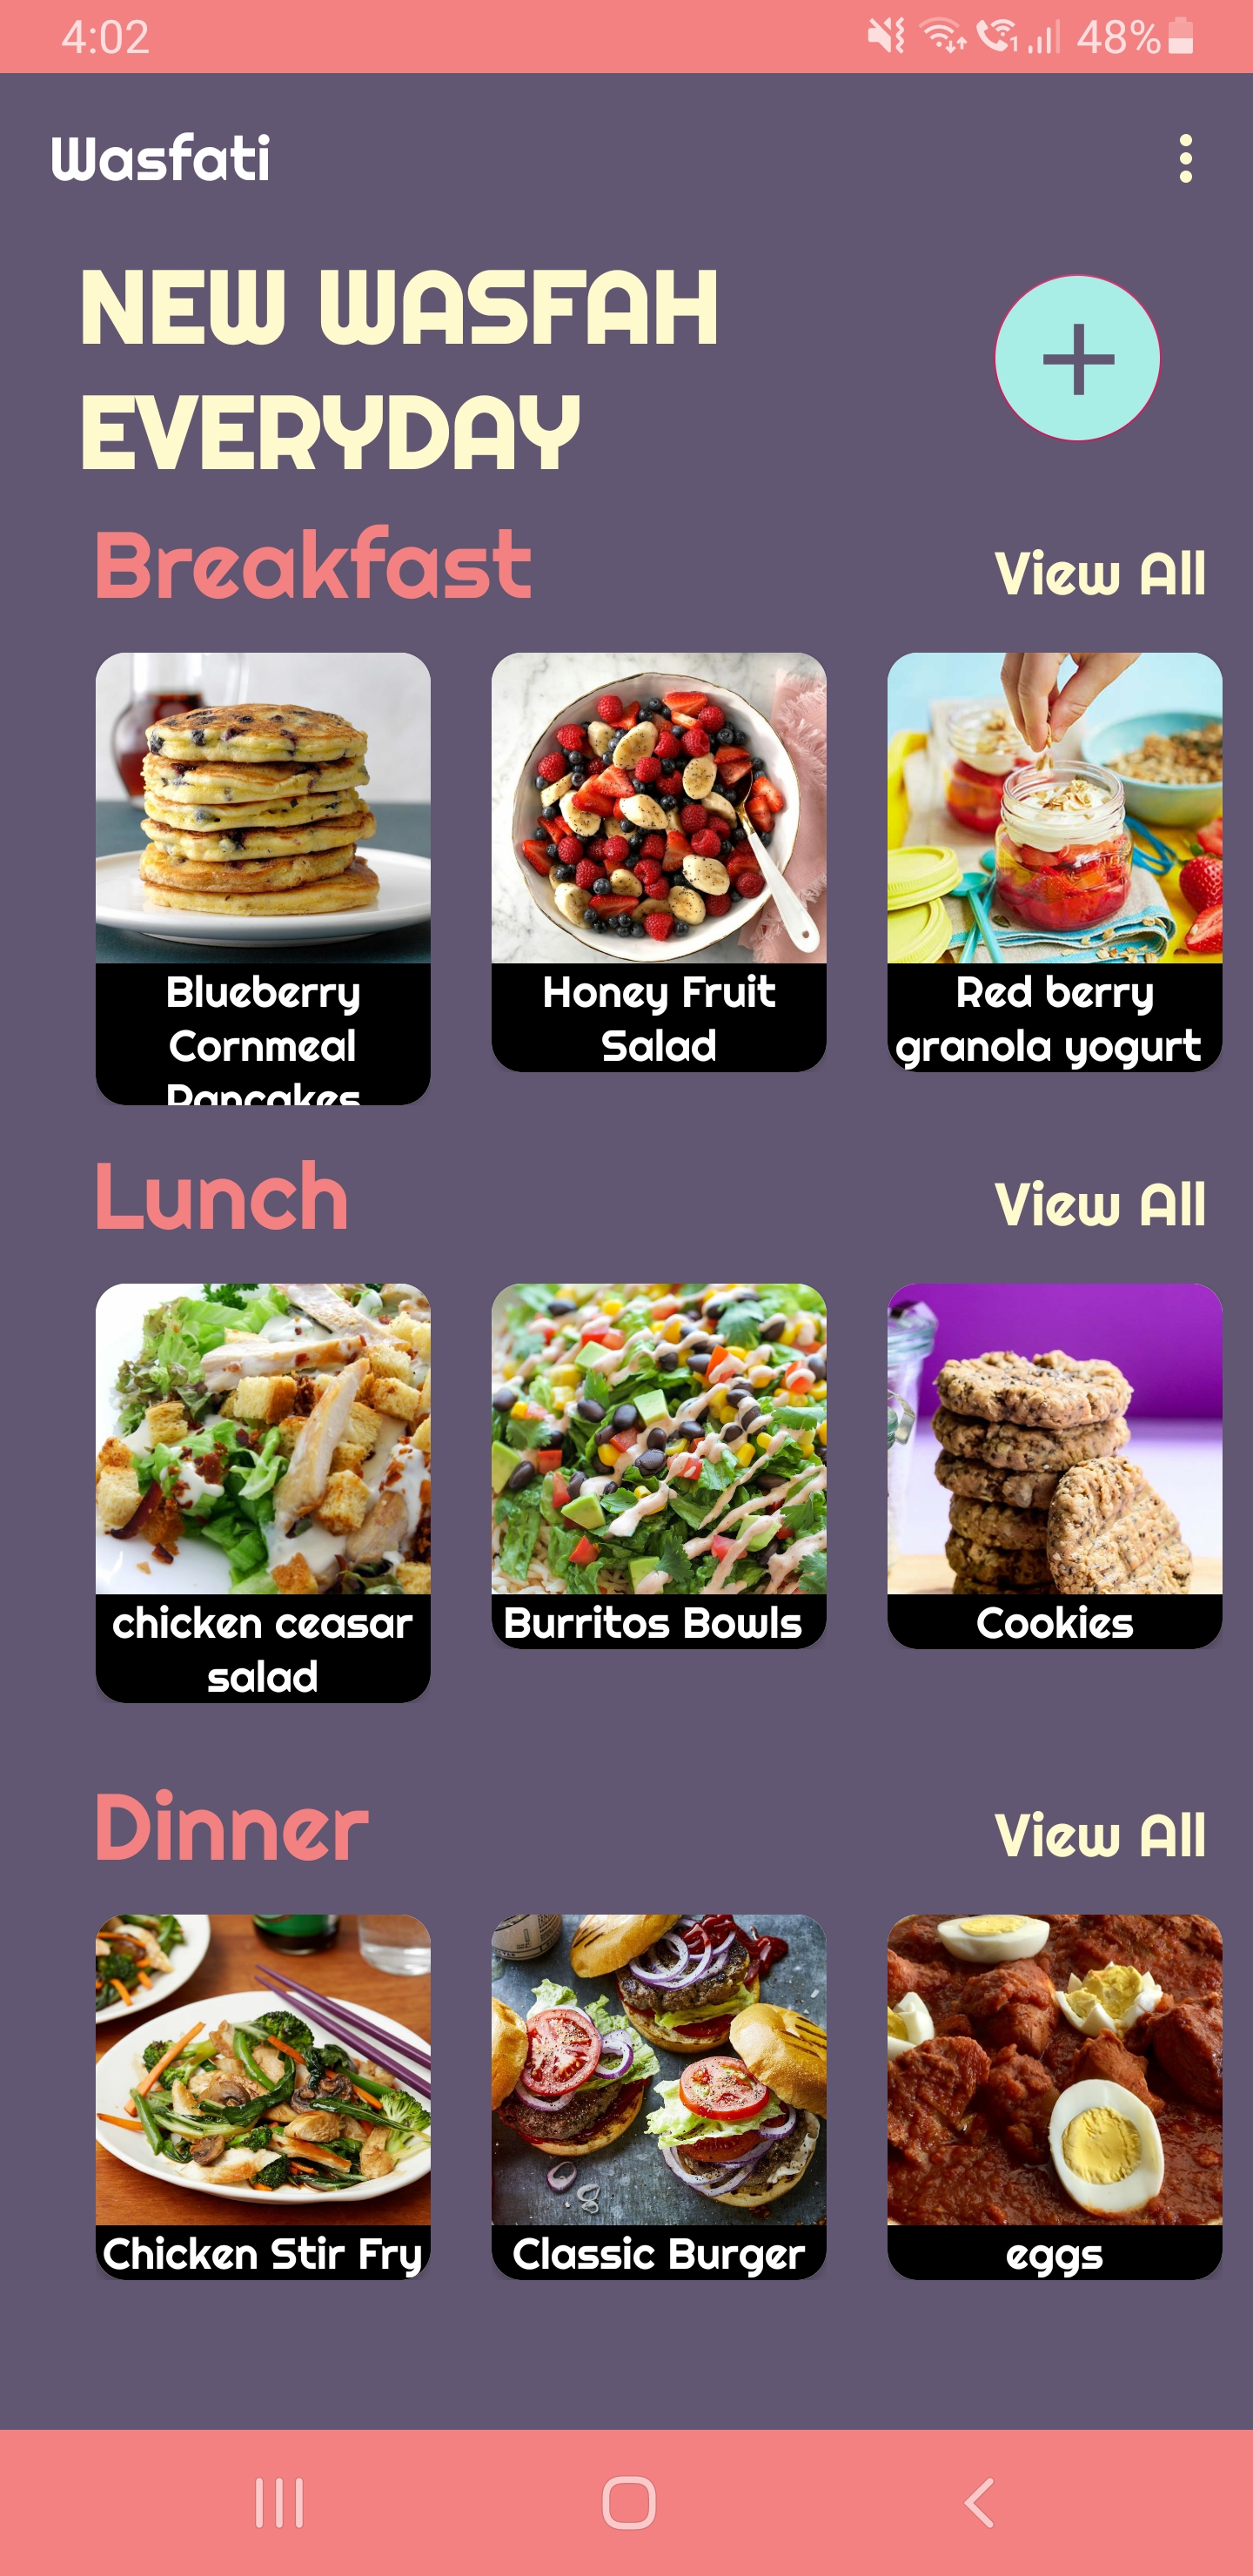 4:02
48%
Wasfati
NEW WASFAH
EVERYDAY
Breakfast
View All
Blueberry
Cornmeal
Pancakes
Honey Fruit
Salad
Red berry
granola yogurt
Lunch
View All
chicken ceasar
salad
Burritos Bowls
Cookies
Dinner
View All
Chicken Stir Fry
Classic Burger
eggs